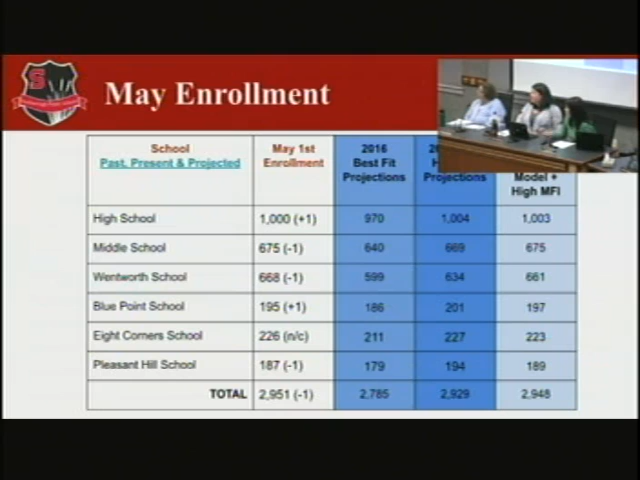 S
May Enrollment
School
Past, Present & Projected
May 1st
Enrollment
2016
Best Fit
Projections
Projections
Model +
High MFI
High School 1,000 (+1) 970 1,004 1,003
Middle School 675 (-1) 640 669 675
Wentworth School 668 (-1) 599 634 661
Blue Point School 195 (+1) 186 201 197
Eight Corners School 226 (n/c) 211 227 223
Pleasant Hill School 187 (-1) 179 194 189
TOTAL 2,951 (-1) 2,785 2,929 2,948